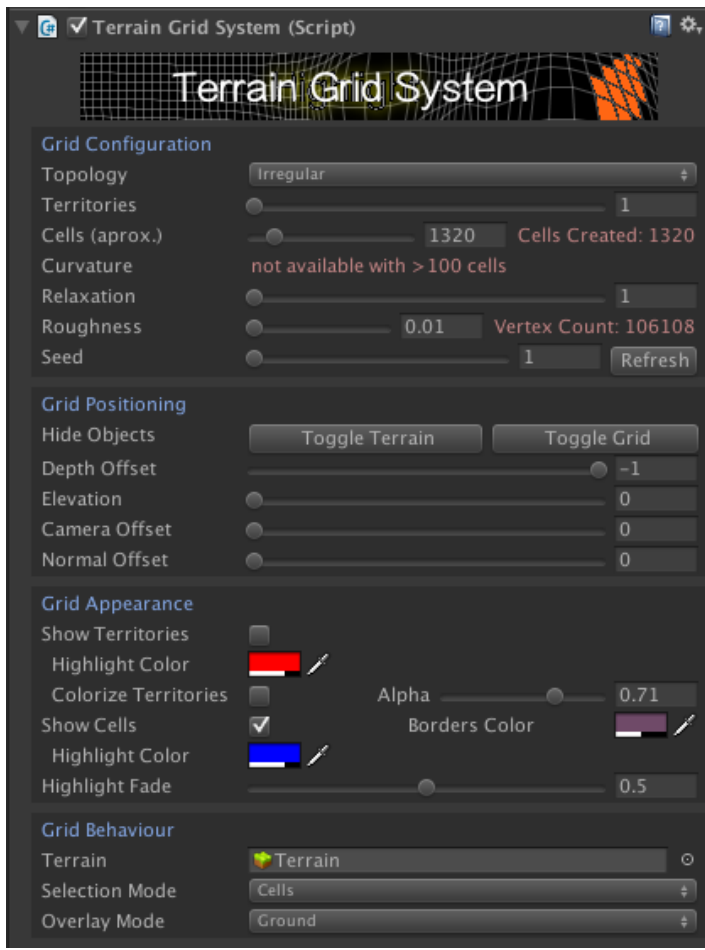 Terrain Grid System (Script)
Terrain Grid System
Grid Configuration
Topology Irregular
Territories 1
Cells (aprox.) 1320 Cells Created: 1320
Curvature not available with >100 cells
Relaxation 1
Roughness 0.01 Vertex Count: 106108
Seed 1 Refresh
Grid Positioning
Hide Objects Toggle Terrain Toggle Grid
Depth Offset -1
Elevation 0
Camera Offset 0
Normal Offset 0
Grid Appearance
Show Territories
Highlight Color
Colorize Territories Alpha 0.71
Show Cells Borders Color
Highlight Color
Highlight Fade 0.5
Grid Behaviour
Terrain Terrain
Selection Mode Cells
Overlay Mode Ground